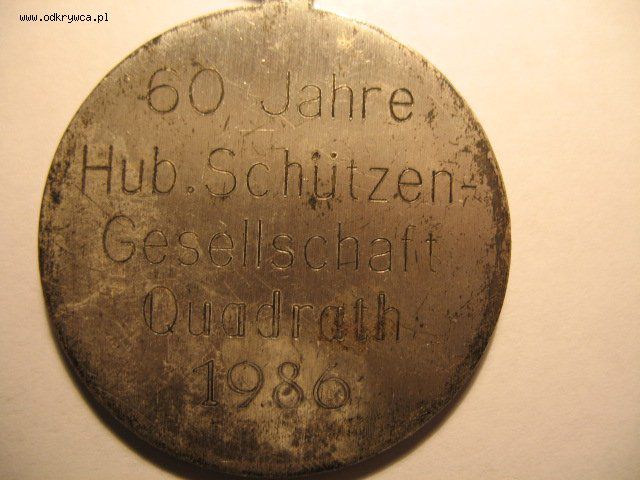 www.odkrywca.pl
60 Jahre
Hub. Schützen-
Gesellschaft
Quadrath
1986